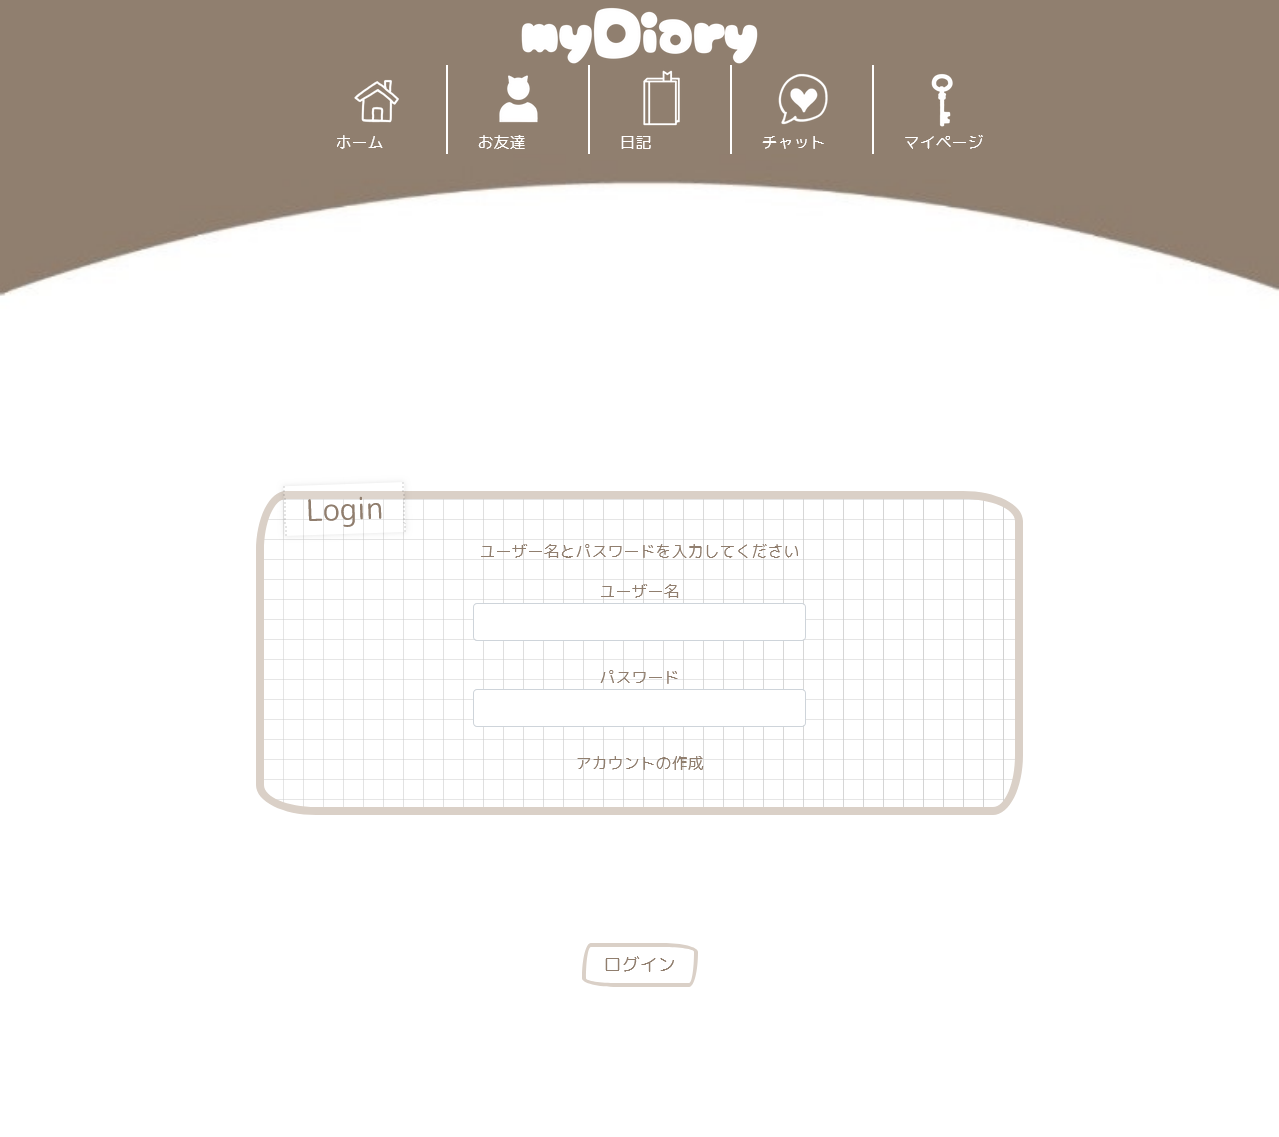 myDiary
ホーム
お友達
日記
チャット
マイページ
Login
ユーザー名とパスワードを入力してください
ユーザー名
パスワード
アカウントの作成
ログイン